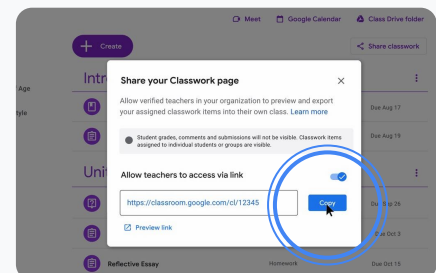 Meet
Google Calendar
Class Drive folder
Create
Share classwork
Intr
Age
tyle
Share your Classwork page
Allow verified teachers in your organization to preview and export
your assigned classwork items into their own class. Learn more
Student grades, comments and submissions will not be visible. Classwork items
assigned to individual students or groups are visible.
Due Aug 17
Due Aug 19
Uni
Allow teachers to access via link
https://classroom.google.com/cl/12345
Copy
Due Sep 26
Preview link
Due Oct 3
Reflective Essay
Homework
Due Oct 15